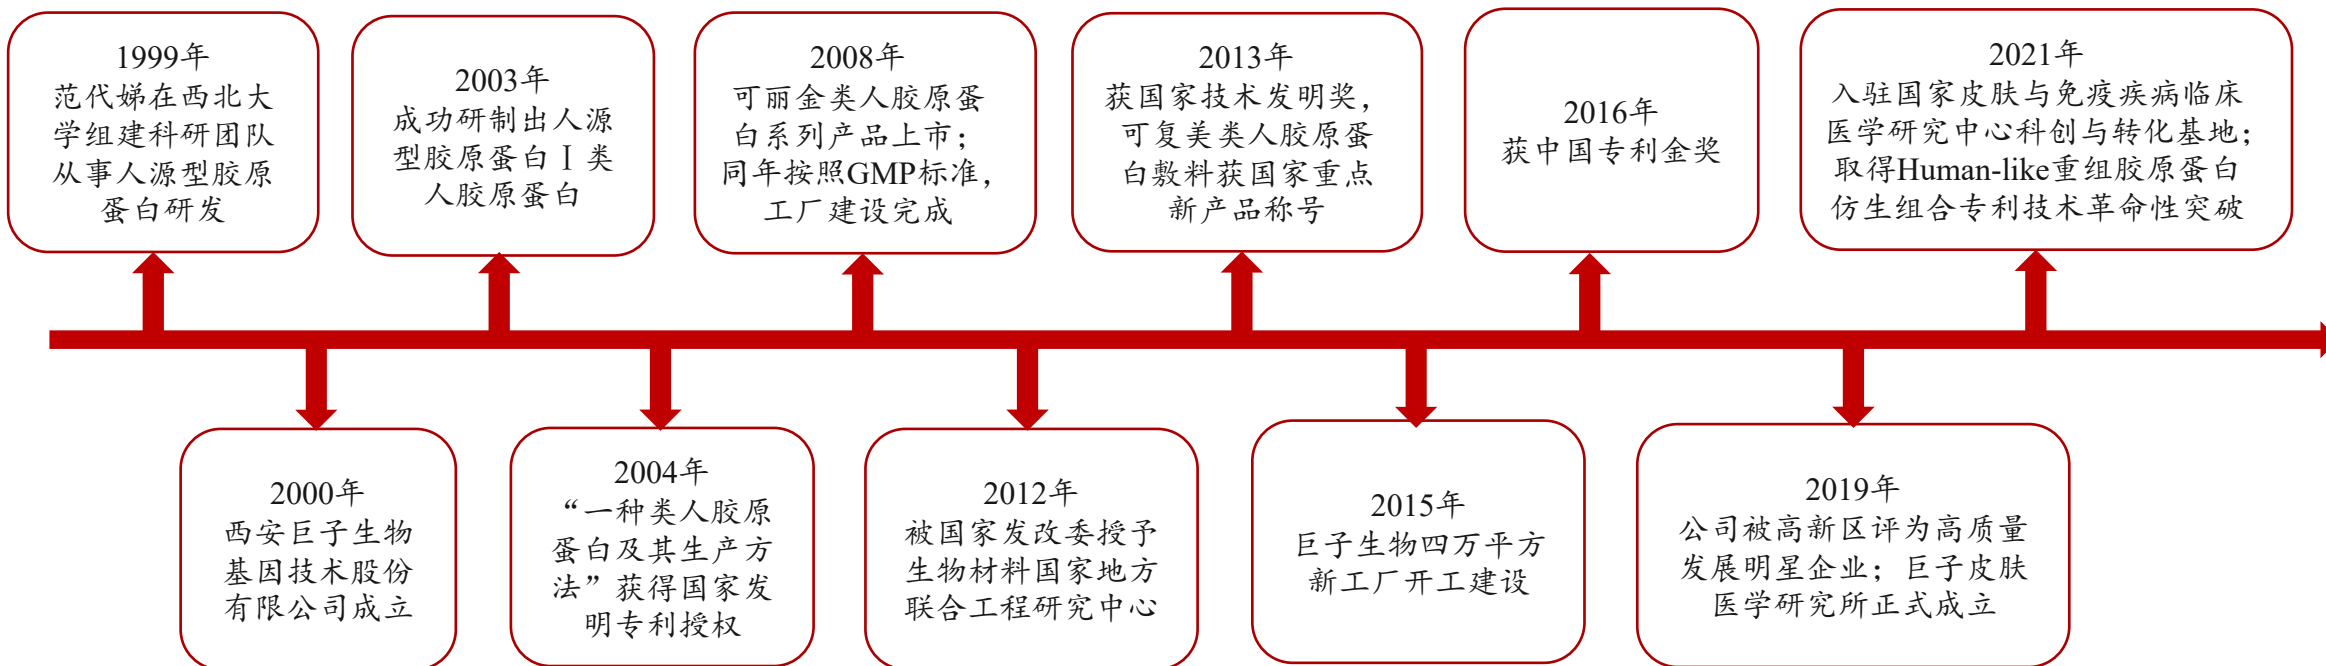 1999年
范代娣在西北大
学组建科研团队
从事人源型胶原
蛋白研发
2003年
成功研制出人源
型胶原蛋白Ⅰ类
人胶原蛋白
2008年
可丽金类人胶原蛋
白系列产品上市；
同年按照GMP标准，
工厂建设完成
2013年
获国家技术发明奖，
可复美类人胶原蛋
白敷料获国家重点
新产品称号
2016年
获中国专利金奖
2021年
入驻国家皮肤与免疫疾病临床
医学研究中心科创与转化基地；
取得Human-like重组胶原蛋白
仿生组合专利技术革命性突破
2000年
西安巨子生物
基因技术股份
有限公司成立
2004年
“一种类人胶原
蛋白及其生产方
法”获得国家发
明专利授权
2012年
被国家发改委授予
生物材料国家地方
联合工程研究中心
2015年
巨子生物四万平方
新工厂开工建设
2019年
公司被高新区评为高质量
发展明星企业；巨子皮肤
医学研究所正式成立